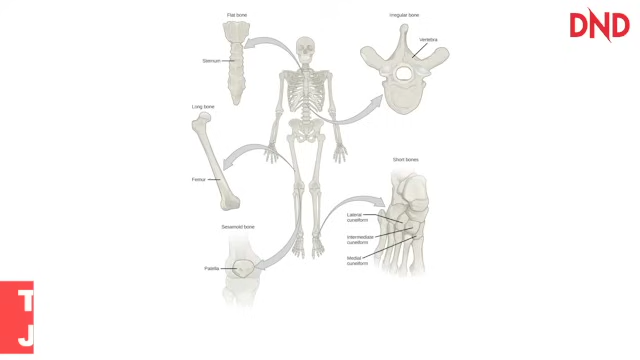 Flat bone
Sternum
Irregular bone
Vertebra
DND
Long bone
Femur
Short bones
Lateral
cuneiform
Intermediate
cuneiform
Medial
cuneiform
Sesamoid bone
Patella
T
J